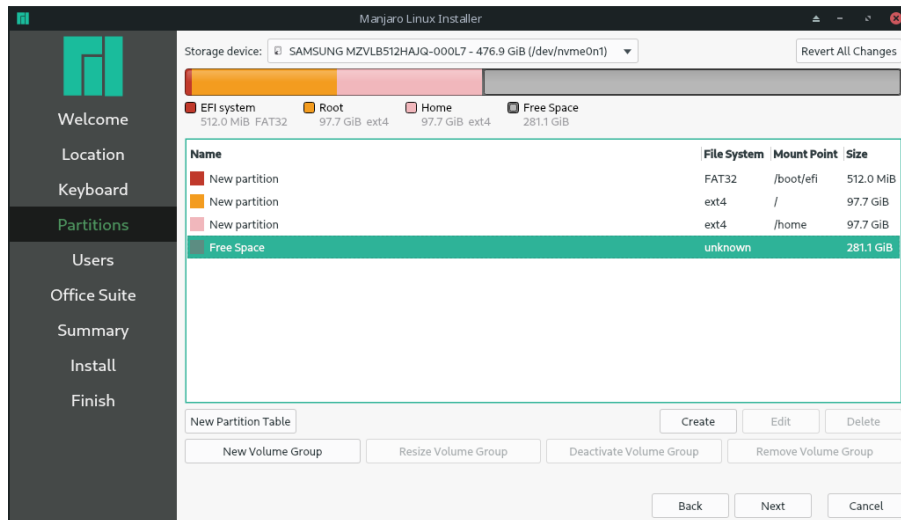 Manjaro Linux Installer
Storage device: SAMSUNG MZVLB512HAJQ-000L7 - 476.9 GiB (/dev/nvme0n1) Revert All Changes
EFI system Root Home Free Space
512.0 MiB FAT32 97.7 GiB ext4 97.7 GiB ext4 281.1 GiB
Welcome
Location
Keyboard
Partitions
Users
Office Suite
Summary
Install
Finish
Name File System Mount Point Size
New partition FAT32 /boot/efi 512.0 MiB
New partition ext4 / 97.7 GiB
New partition ext4 /home 97.7 GiB
Free Space unknown 281.1 GiB
New Partition Table Create Edit Delete
New Volume Group Resize Volume Group Deactivate Volume Group Remove Volume Group
Back Next Cancel